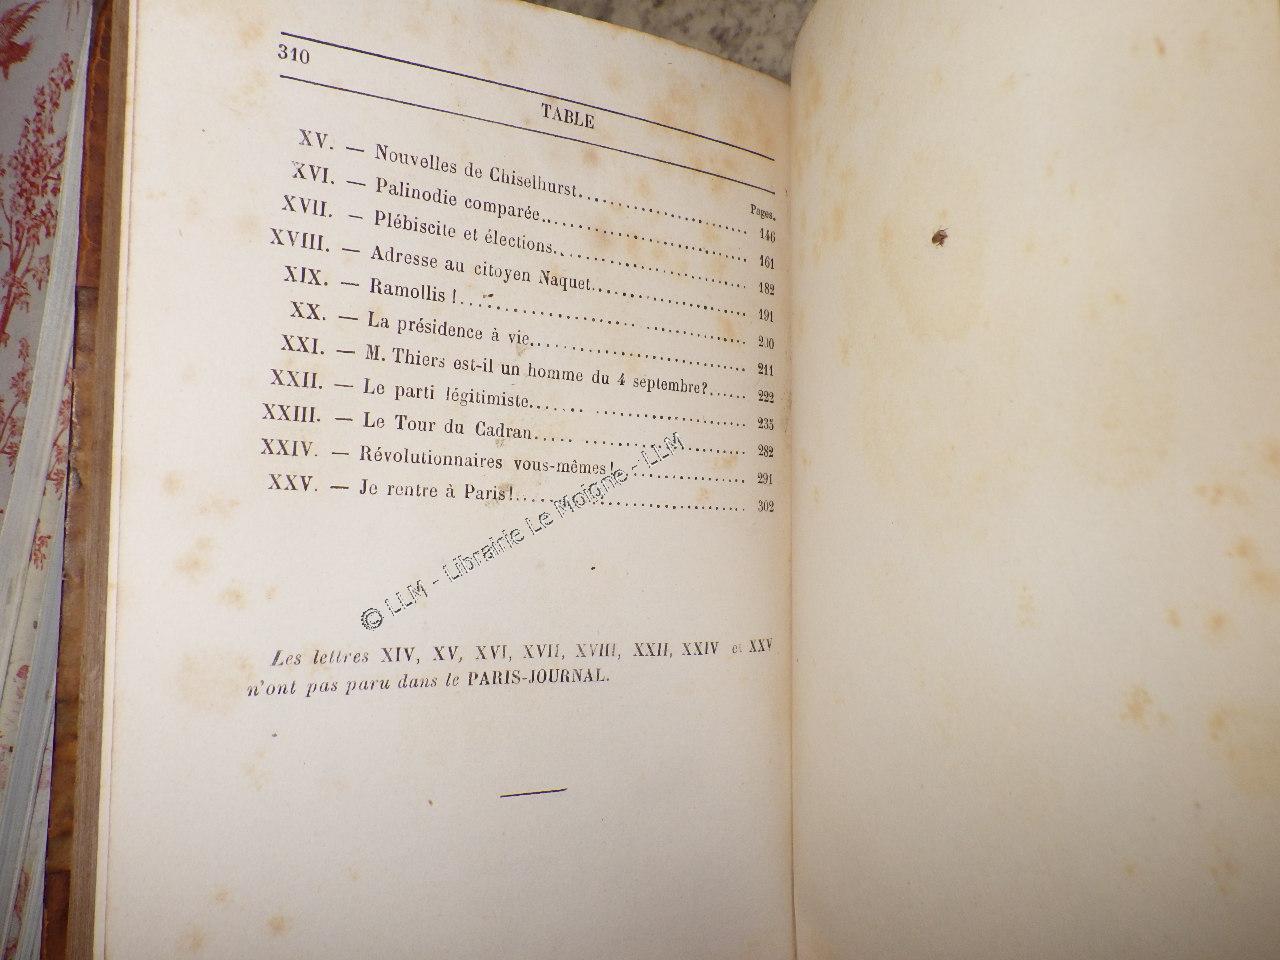 310
TABLE
Pages.
XV. — Nouvelles de Chiselhurst.................... 146
XVI. — Palinodie comparée......................... 161
XVII. — Plébiscite et élections..................... 182
XVIII. — Adresse au citoyen Naquet................. 191
XIX. — Ramollis !.................................. 200
XX. — La présidence à vie......................... 211
XXI. — M. Thiers est-il un homme du 4 septembre?...... 222
XXII. — Le parti légitimiste....................... 235
XXIII. — Le Tour du Cadran......................... 282
XXIV. — Révolutionnaires vous-mêmes!............... 291
XXV. — Je rentre à Paris!.......................... 302
© LLM - Librairie Le Moigne - LLM
Les lettres XIV, XV, XVI, XVII, XVIII, XXII, XXIV et XXV
n'ont pas paru dans le PARIS-JOURNAL.